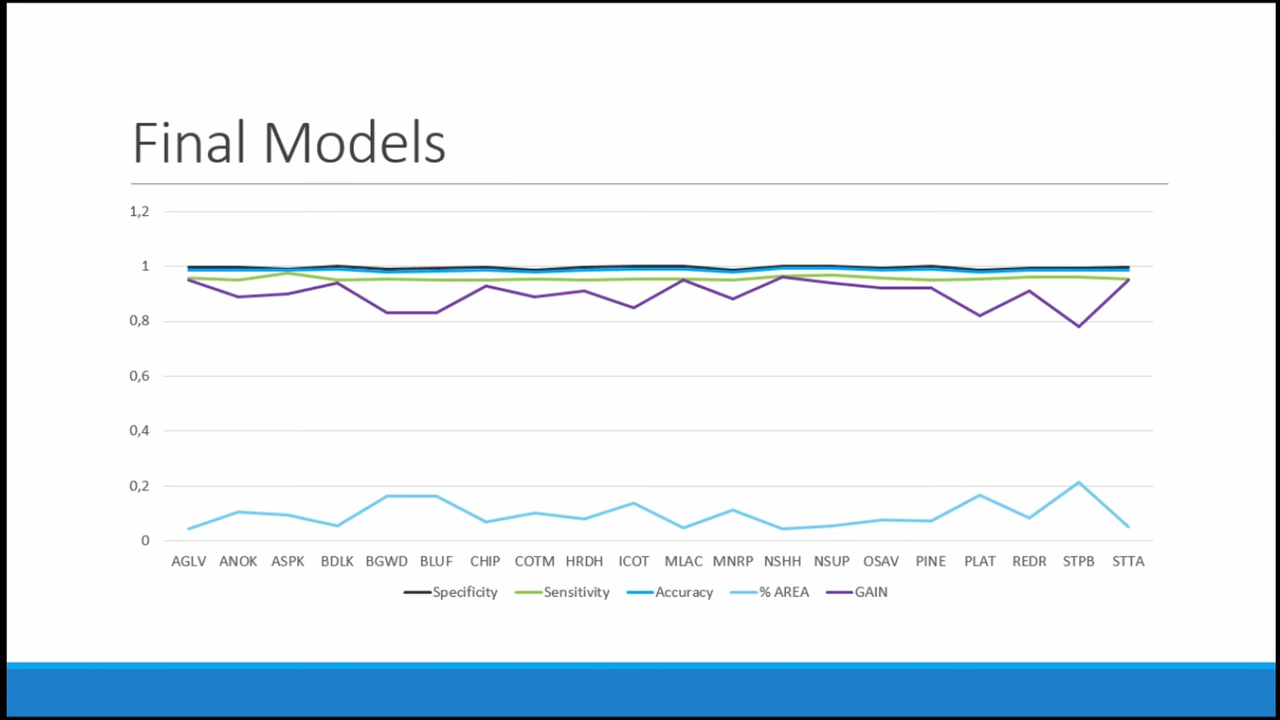 Final Models
1,2
1
0,8
0,6
0,4
0,2
0
AGLV ANOK ASPK BDLK BGWD BLUF CHIP COTM HRDH ICOT MLAC MNRP NSHH NSUP OSAV PINE PLAT REDR STPB STTA
Specificity Sensitivity Accuracy % AREA GAIN